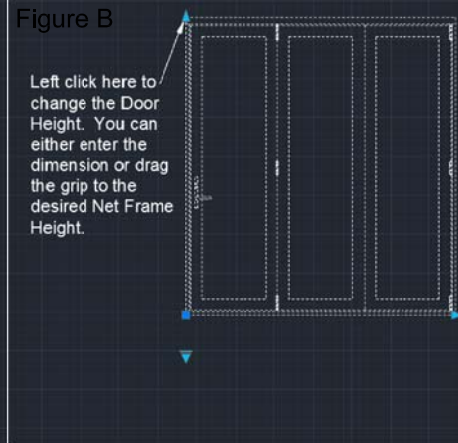 Figure B
Left click here to
change the Door
Height. You can
either enter the
dimension or drag
the grip to the
desired Net Frame
Height.